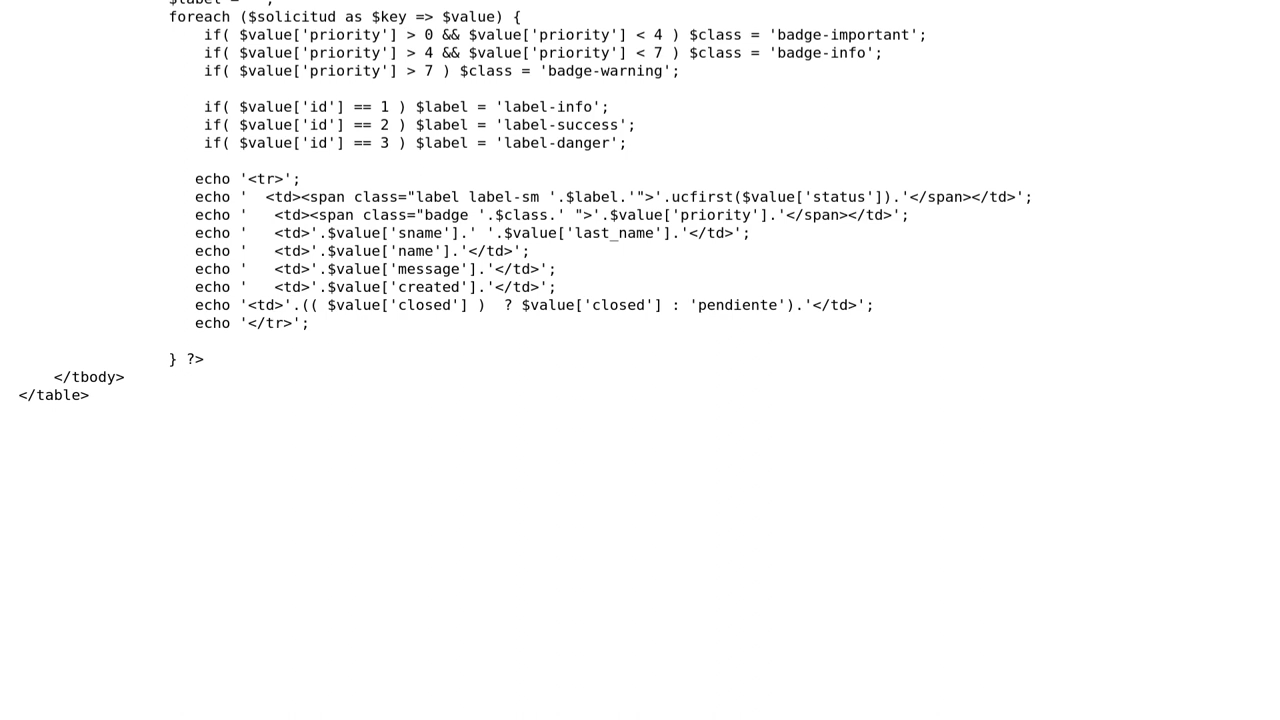 $label = '';
foreach ($solicitud as $key => $value) {
if( $value['priority'] > 0 && $value['priority'] < 4 ) $class = 'badge-important';
if( $value['priority'] > 4 && $value['priority'] < 7 ) $class = 'badge-info';
if( $value['priority'] > 7 ) $class = 'badge-warning';
if( $value['id'] == 1 ) $label = 'label-info';
if( $value['id'] == 2 ) $label = 'label-success';
if( $value['id'] == 3 ) $label = 'label-danger';
echo '<tr>';
echo '  <td><span class="label label-sm '.$label.'">'.ucfirst($value['status']).'</span></td>';
echo '   <td><span class="badge '.$class.' ">'.$value['priority'].'</span></td>';
echo '   <td>'.$value['sname'].' '.$value['last_name'].'</td>';
echo '   <td>'.$value['name'].'</td>';
echo '   <td>'.$value['message'].'</td>';
echo '   <td>'.$value['created'].'</td>';
echo '<td>'.(( $value['closed'] )  ? $value['closed'] : 'pendiente').'</td>';
echo '</tr>';
} ?>
</tbody>
</table>